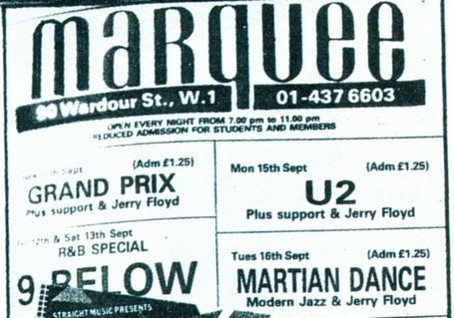 marquee
90 Wardour St., W.1
01-437 6603
OPEN EVERY NIGHT FROM 7.00 pm to 11.00 pm
REDUCED ADMISSION FOR STUDENTS AND MEMBERS
Sept (Adm £1.25)
GRAND PRIX
Plus support & Jerry Floyd
12th & Sat 13th Sept
R&B SPECIAL
9 BELOW
STRAIGHT MUSIC PRESENTS
Mon 15th Sept (Adm £1.25)
U2
Plus support & Jerry Floyd
Tues 16th Sept (Adm £1.25)
MARTIAN DANCE
Modern Jazz & Jerry Floyd